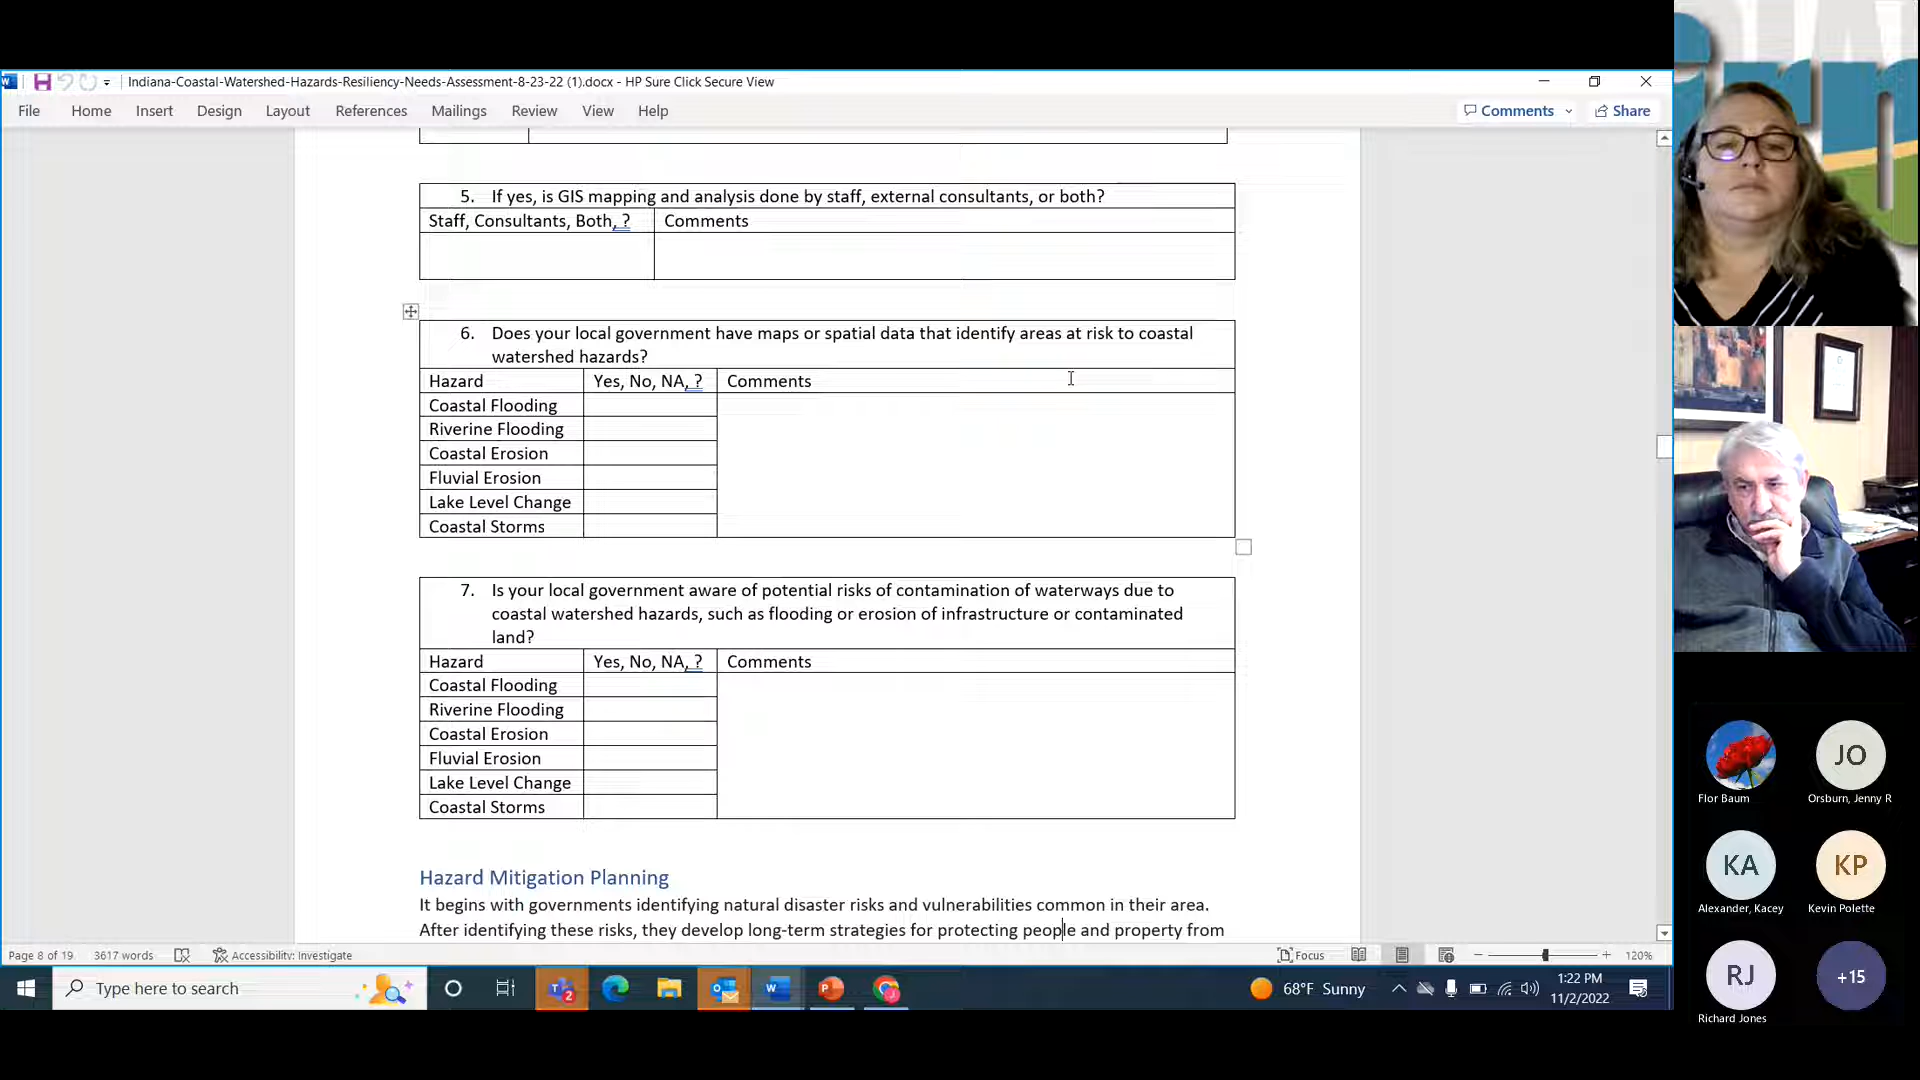 Indiana-Coastal-Watershed-Hazards-Resiliency-Needs-Assessment-8-23-22 (1).docx - HP Sure Click Secure View
File Home Insert Design Layout References Mailings Review View Help Comments Share
5. If yes, is GIS mapping and analysis done by staff, external consultants, or both?
Staff, Consultants, Both, ? Comments
6. Does your local government have maps or spatial data that identify areas at risk to coastal
watershed hazards?
Hazard Yes, No, NA, ? Comments
Coastal Flooding
Riverine Flooding
Coastal Erosion
Fluvial Erosion
Lake Level Change
Coastal Storms
7. Is your local government aware of potential risks of contamination of waterways due to
coastal watershed hazards, such as flooding or erosion of infrastructure or contaminated
land?
Hazard Yes, No, NA, ? Comments
Coastal Flooding
Riverine Flooding
Coastal Erosion
Fluvial Erosion
Lake Level Change
Coastal Storms
Hazard Mitigation Planning
It begins with governments identifying natural disaster risks and vulnerabilities common in their area.
After identifying these risks, they develop long-term strategies for protecting people and property from
Page 8 of 19 3617 words Accessibility: Investigate Focus 120%
Type here to search
68°F Sunny
1:22 PM
11/2/2022
JO
Flor Baum Orsburn, Jenny R
KA KP
Alexander, Kacey Kevin Polette
RJ +15
Richard Jones